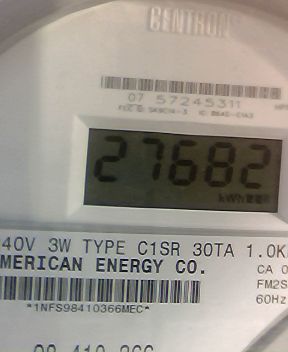 CENTRON
07 57245311
27682
kWh
40V 3W TYPE C1SR 30TA 1.0K
MERICAN ENERGY CO.
CA 0
FM2S
60Hz
*1NFS98410366MEC*